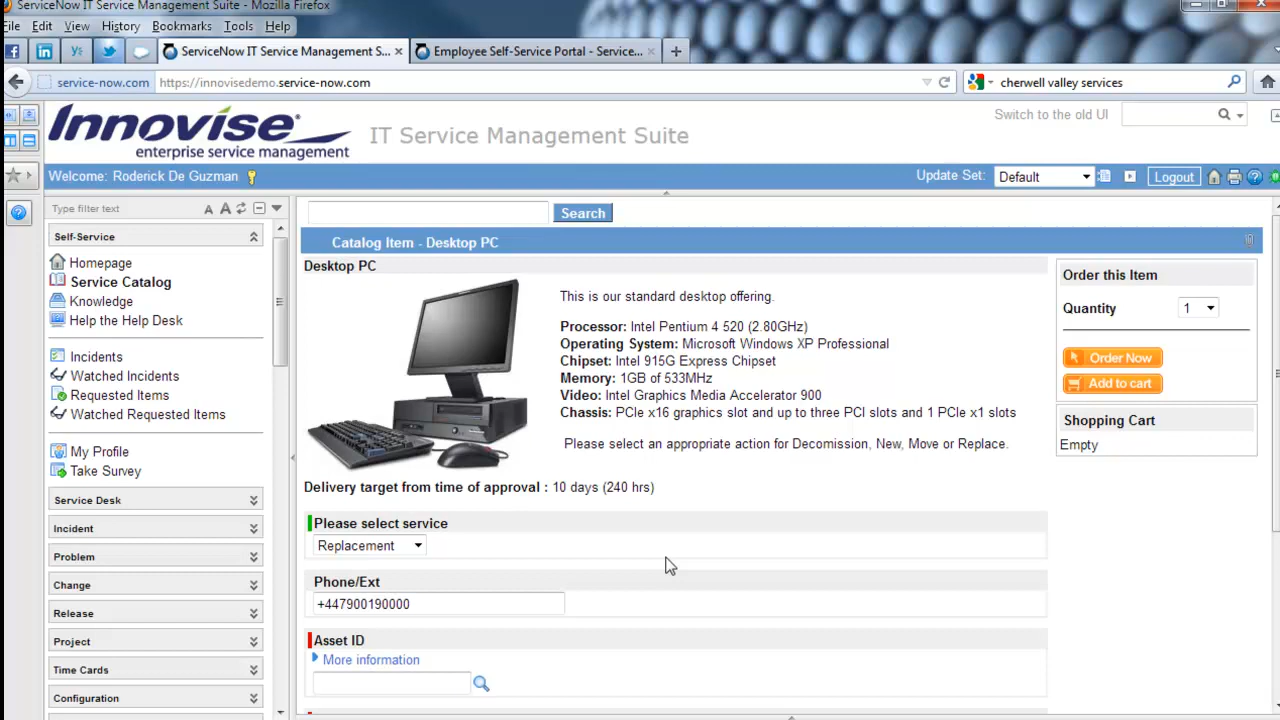 ServiceNow IT Service Management Suite - Mozilla Firefox
File Edit View History Bookmarks Tools Help
ServiceNow IT Service Management S... Employee Self-Service Portal - Service...
service-now.com https://innovisedemo.service-now.com cherwell valley services
Innovise
enterprise service management
IT Service Management Suite
Switch to the old UI
Welcome: Roderick De Guzman
Update Set: Default Logout
Type filter text
Search
Self-Service
Homepage
Service Catalog
Knowledge
Help the Help Desk
Incidents
Watched Incidents
Requested Items
Watched Requested Items
My Profile
Take Survey
Service Desk
Incident
Problem
Change
Release
Project
Time Cards
Configuration
Catalog Item - Desktop PC
Desktop PC
This is our standard desktop offering.
Processor: Intel Pentium 4 520 (2.80GHz)
Operating System: Microsoft Windows XP Professional
Chipset: Intel 915G Express Chipset
Memory: 1GB of 533MHz
Video: Intel Graphics Media Accelerator 900
Chassis: PCIe x16 graphics slot and up to three PCI slots and 1 PCIe x1 slots
Please select an appropriate action for Decomission, New, Move or Replace.
Delivery target from time of approval : 10 days (240 hrs)
Please select service
Replacement
Phone/Ext
+447900190000
Asset ID
More information
Order this Item
Quantity 1
Order Now
Add to cart
Shopping Cart
Empty